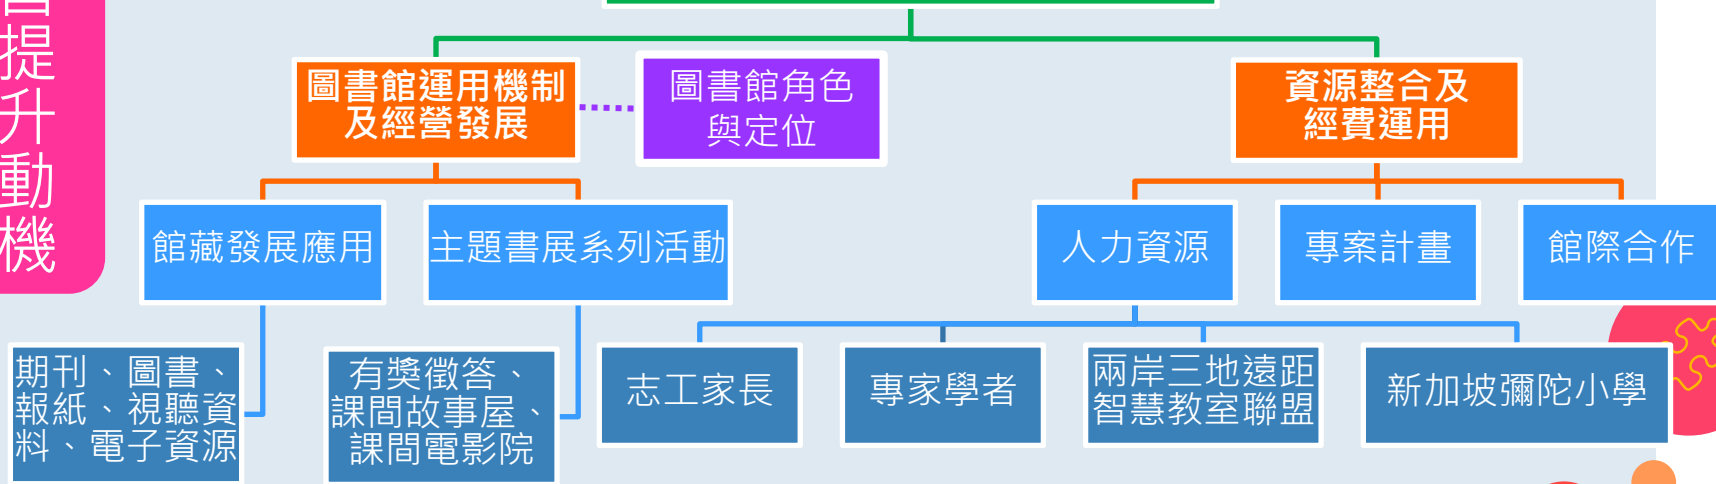 提升動機
圖書館運用機制
及經營發展
圖書館角色
與定位
資源整合及
經費運用
館藏發展應用
主題書展系列活動
人力資源
專案計畫
館際合作
期刊、圖書、
報紙、視聽資
料、電子資源
有獎徵答、
課間故事屋、
課間電影院
志工家長
專家學者
兩岸三地遠距
智慧教室聯盟
新加坡彌陀小學